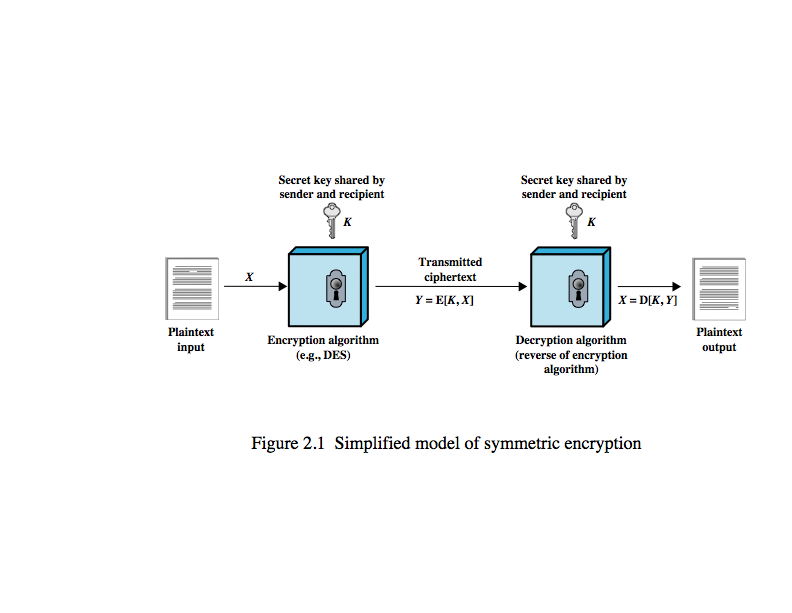 Secret key shared by
sender and recipient
K
Secret key shared by
sender and recipient
K
X
Transmitted
ciphertext
Y = E[K, X]
X = D[K, Y]
Plaintext
input
Encryption algorithm
(e.g., DES)
Decryption algorithm
(reverse of encryption
algorithm)
Plaintext
output
Figure 2.1 Simplified model of symmetric encryption